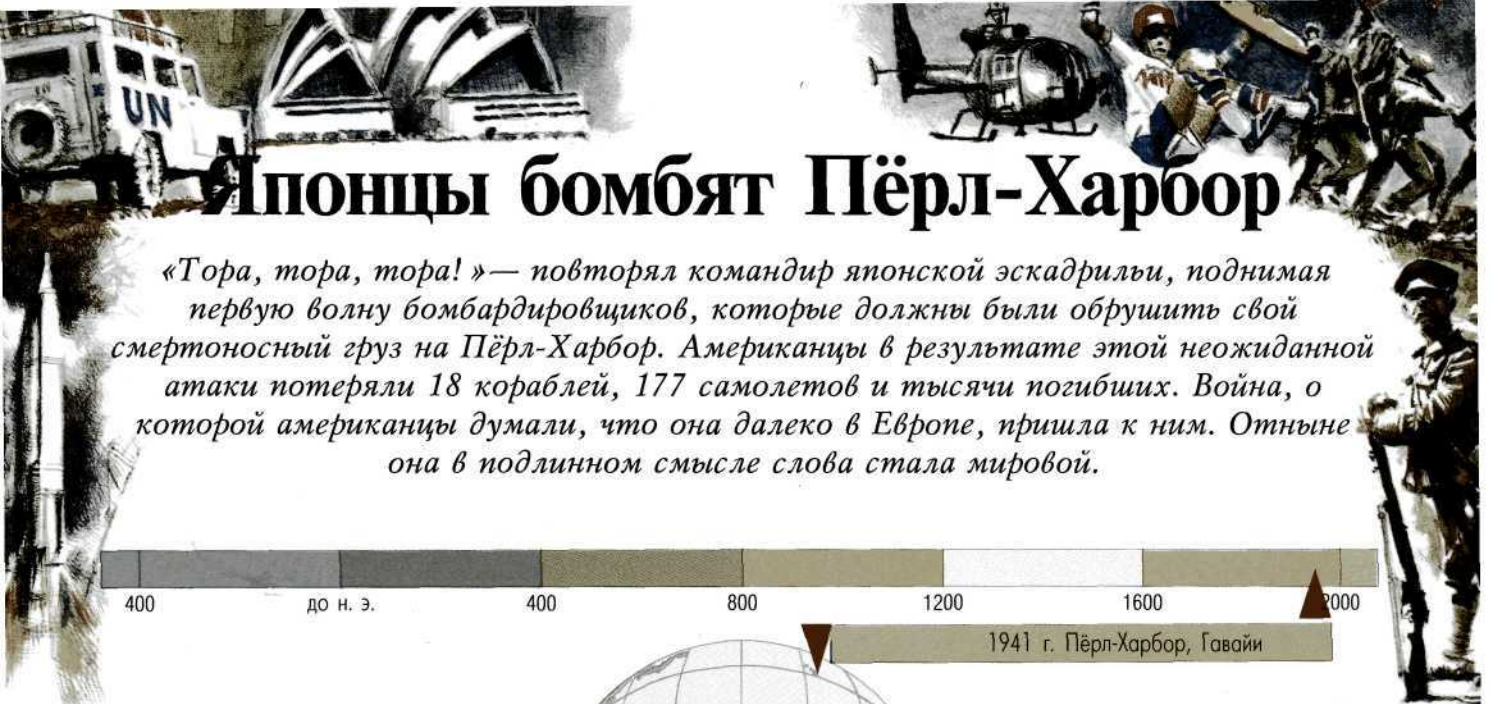 UN
Японцы бомбят Пёрл-Харбор
«Тора, тора, тора! »— повторял командир японской эскадрильи, поднимая
первую волну бомбардировщиков, которые должны были обрушить свой
смертоносный груз на Пёрл-Харбор. Американцы в результате этой неожиданной
атаки потеряли 18 кораблей, 177 самолетов и тысячи погибших. Война, о
которой американцы думали, что она далеко в Европе, пришла к ним. Отныне
она в подлинном смысле слова стала мировой.
400 до н. э. 400 800 1200 1600 2000
1941 г. Пёрл-Харбор, Гавайи